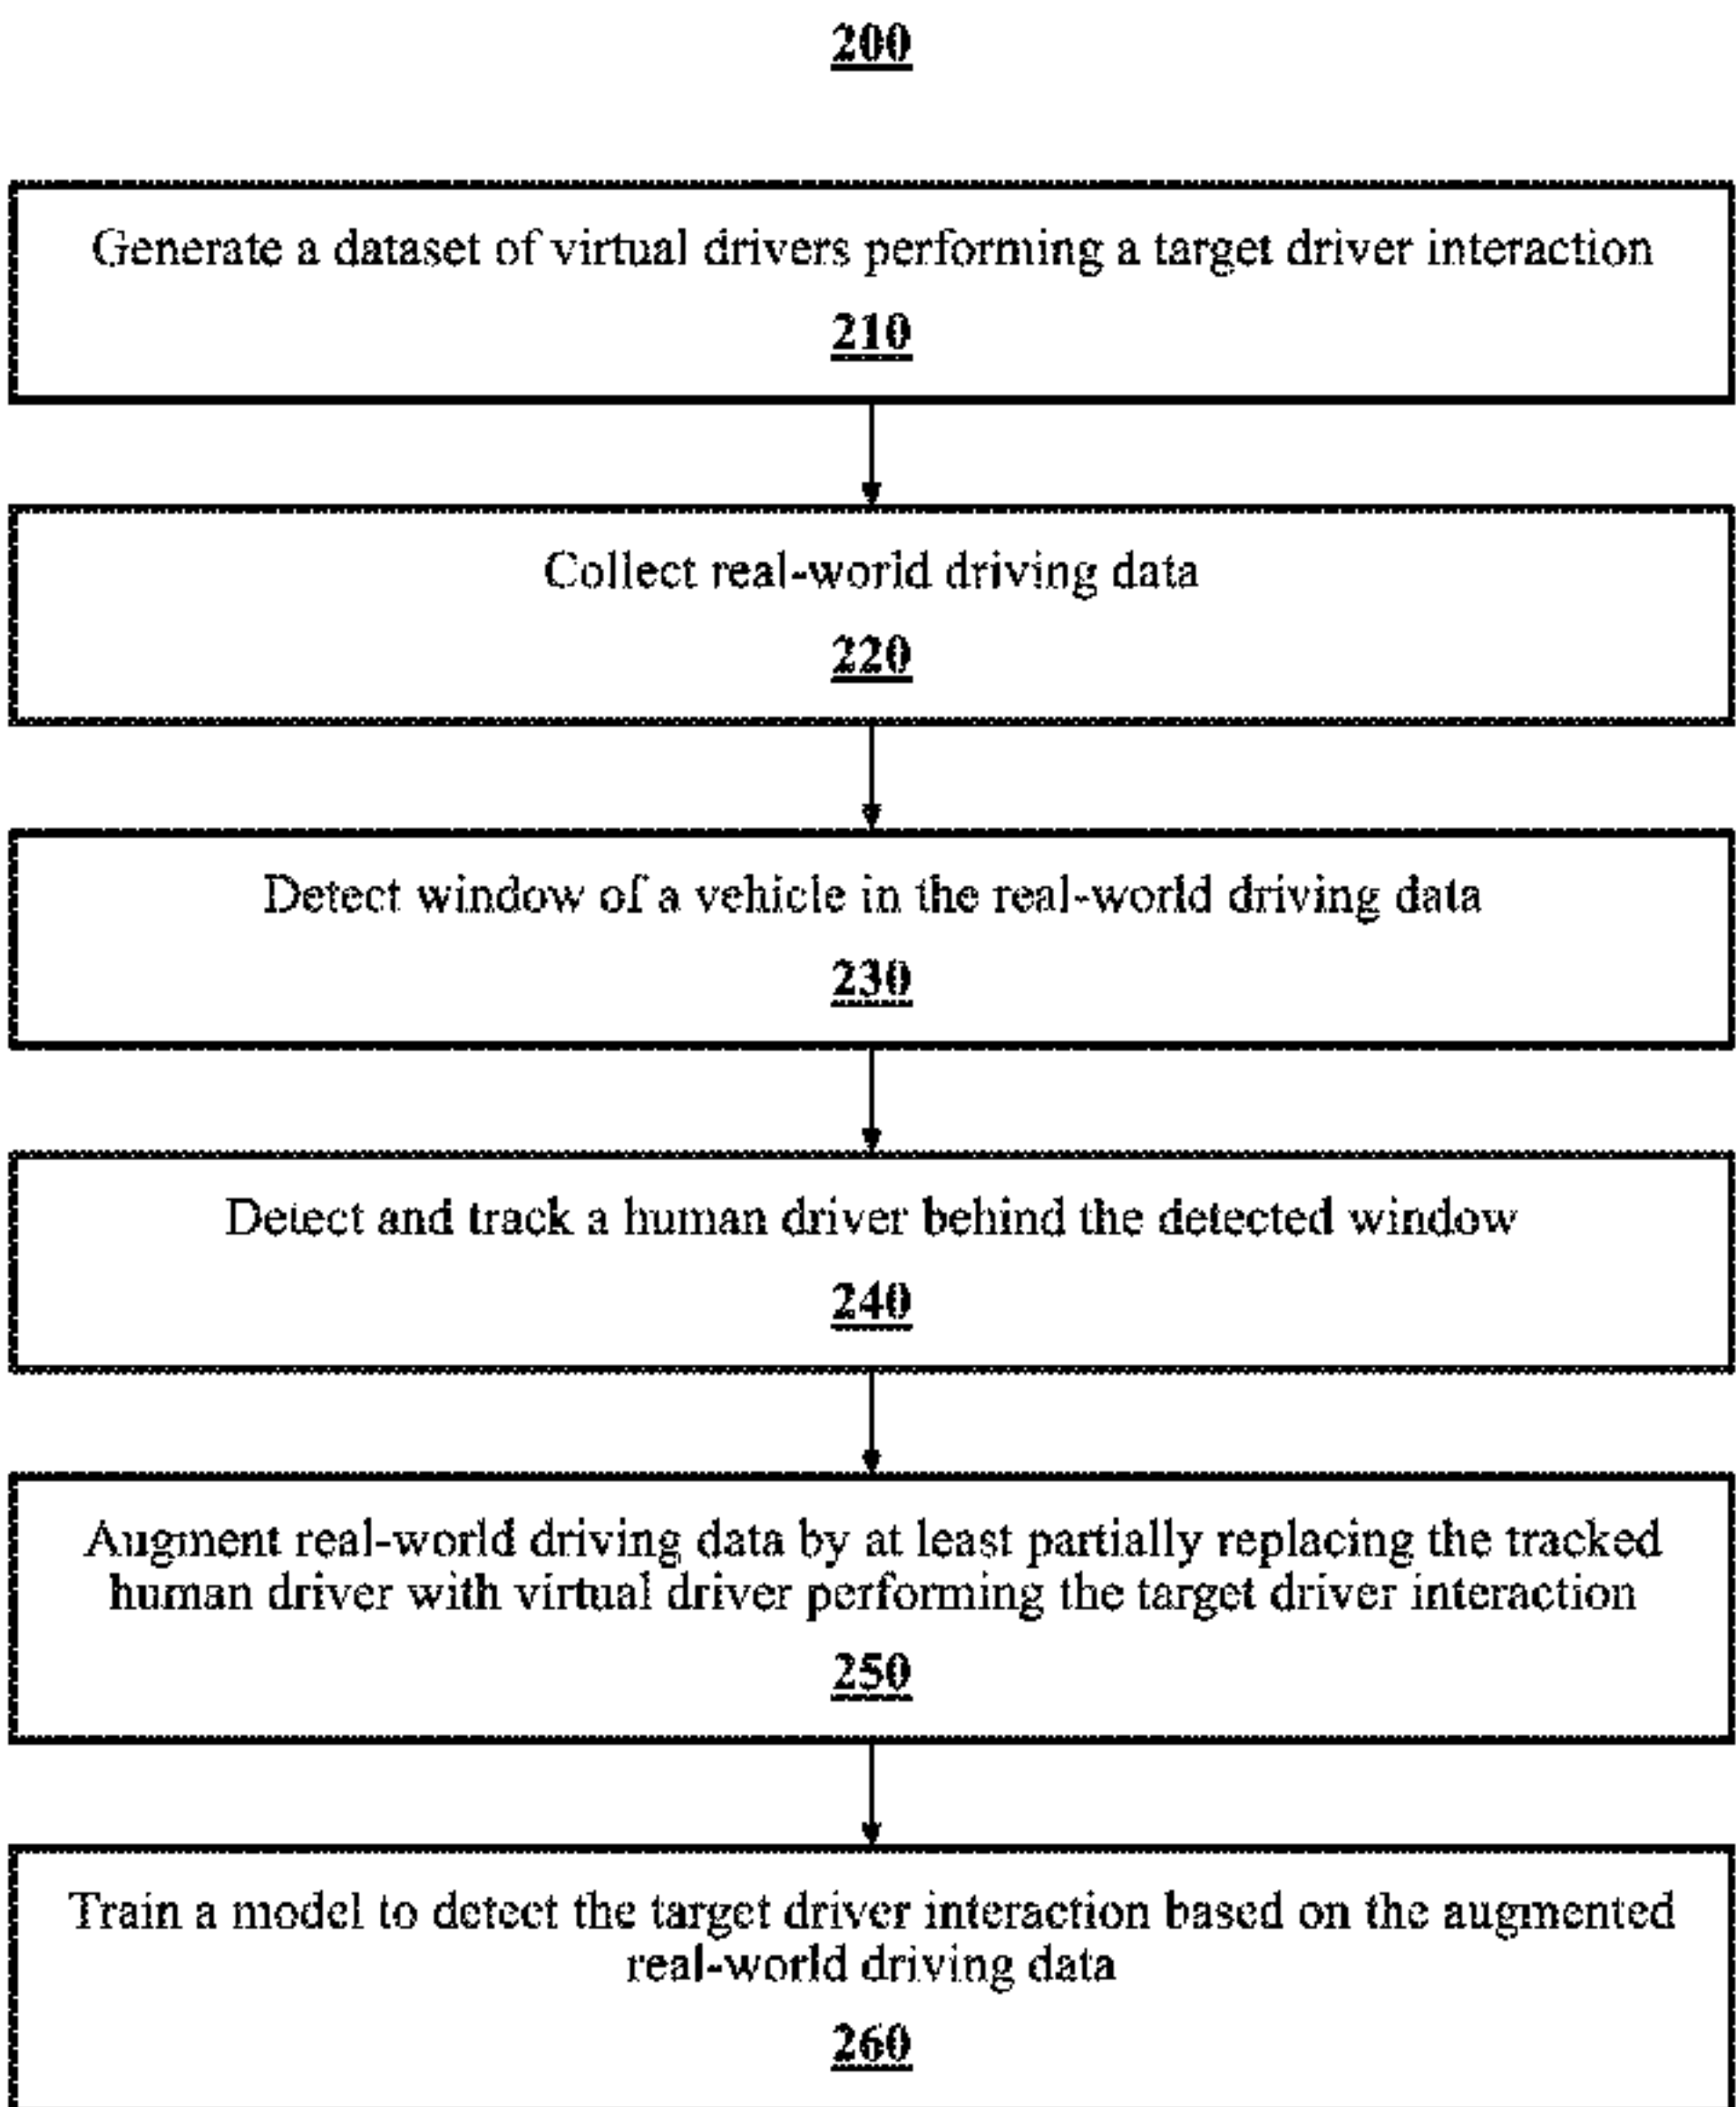 200
Generate a dataset of virtual drivers performing a target driver interaction
210
Collect real-world driving data
220
Detect window of a vehicle in the real-world driving data
230
Detect and track a human driver behind the detected window
240
Augment real-world driving data by at least partially replacing the tracked
human driver with virtual driver performing the target driver interaction
250
Train a model to detect the target driver interaction based on the augmented
real-world driving data
260